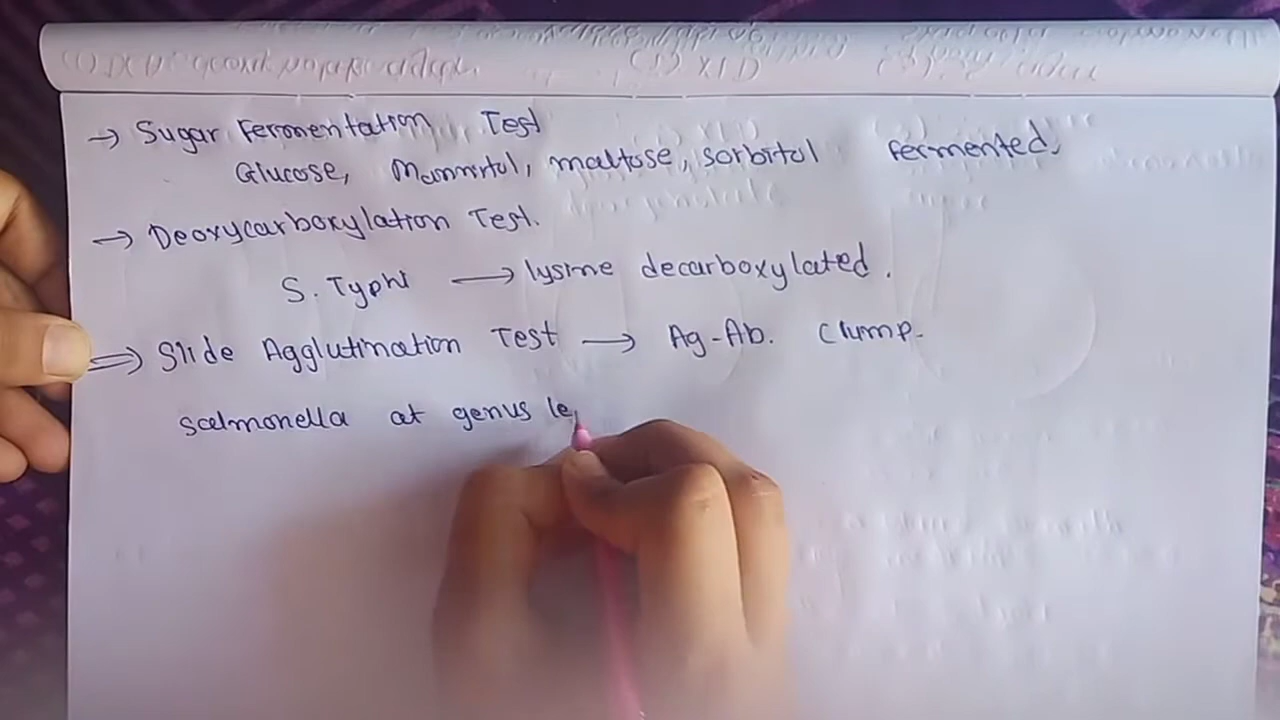 → Sugar Fermentation Test
Glucose, Mannitol, maltose, sorbitol fermented.
→ Deoxycarboxylation Test.
S. Typhi → lysine decarboxylated.
⇒ Slide Agglutination Test → Ag-Ab. Clump.
salmonella at genus le